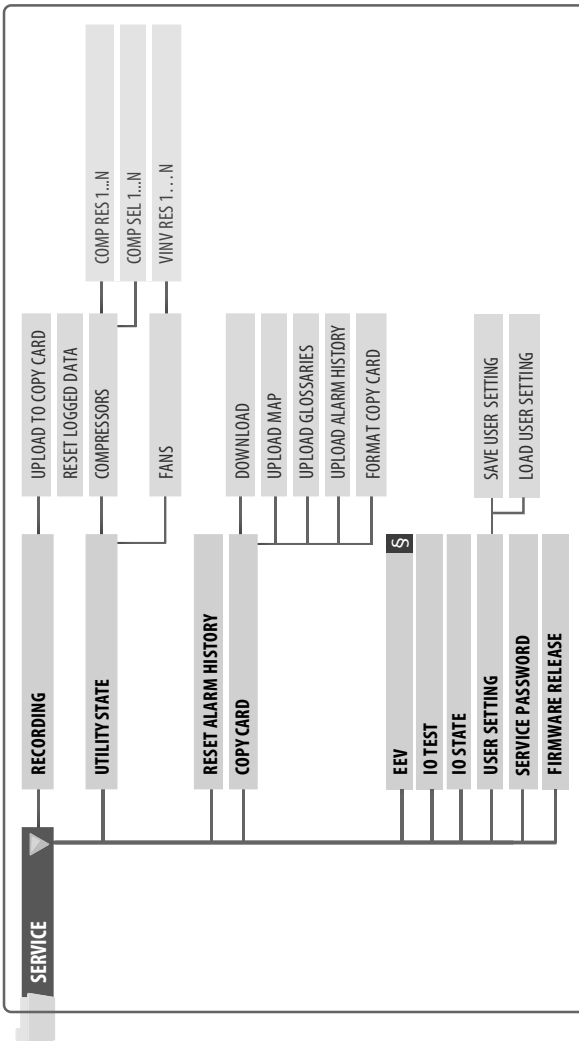 SERVICE
RECORDING
UPLOAD TO COPY CARD
RESET LOGGED DATA
UTILITY STATE
COMPRESSORS
COMP RES 1...N
COMP SEL 1...N
FANS
VINV RES 1...N
RESET ALARM HISTORY
COPY CARD
DOWNLOAD
UPLOAD MAP
UPLOAD GLOSSARIES
UPLOAD ALARM HISTORY
FORMAT COPY CARD
EEV §
IO TEST
IO STATE
USER SETTING
SAVE USER SETTING
LOAD USER SETTING
SERVICE PASSWORD
FIRMWARE RELEASE